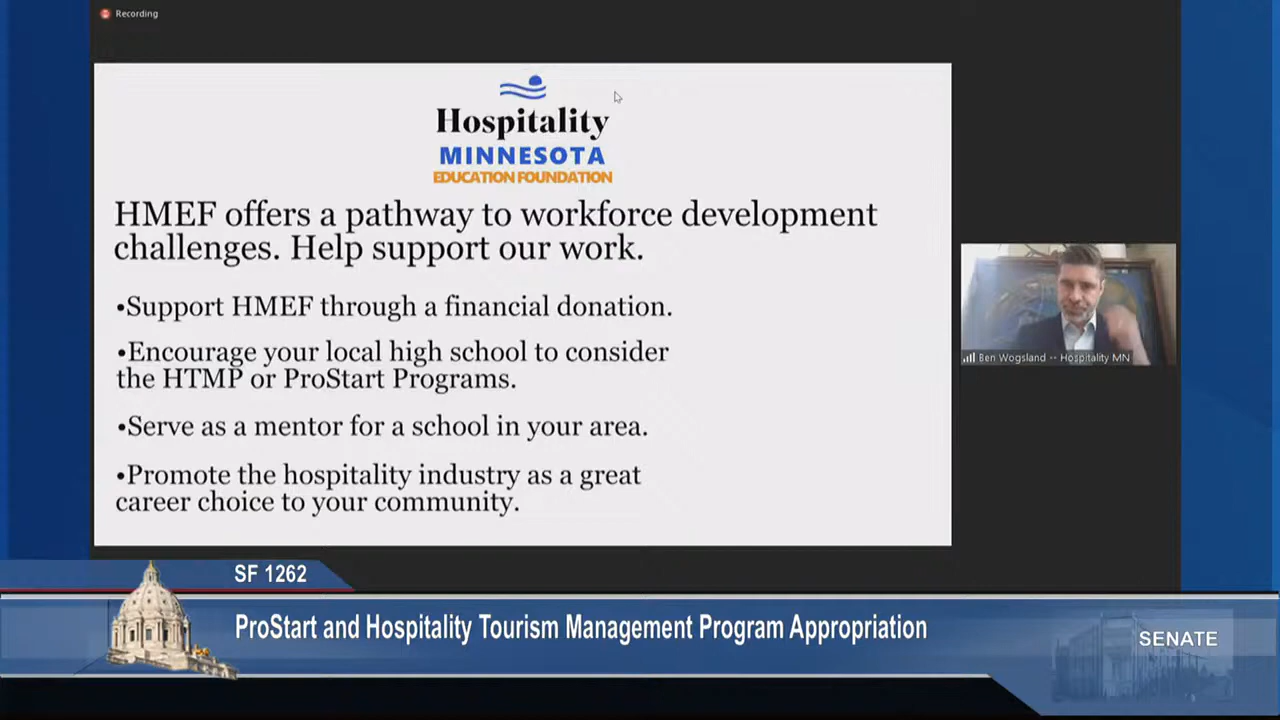 Recording
Hospitality
MINNESOTA
EDUCATION FOUNDATION
HMEF offers a pathway to workforce development
challenges. Help support our work.
•Support HMEF through a financial donation.
•Encourage your local high school to consider
the HTMP or ProStart Programs.
•Serve as a mentor for a school in your area.
•Promote the hospitality industry as a great
career choice to your community.
Ben Wogsland -- Hospitality MN
SF 1262
ProStart and Hospitality Tourism Management Program Appropriation
SENATE